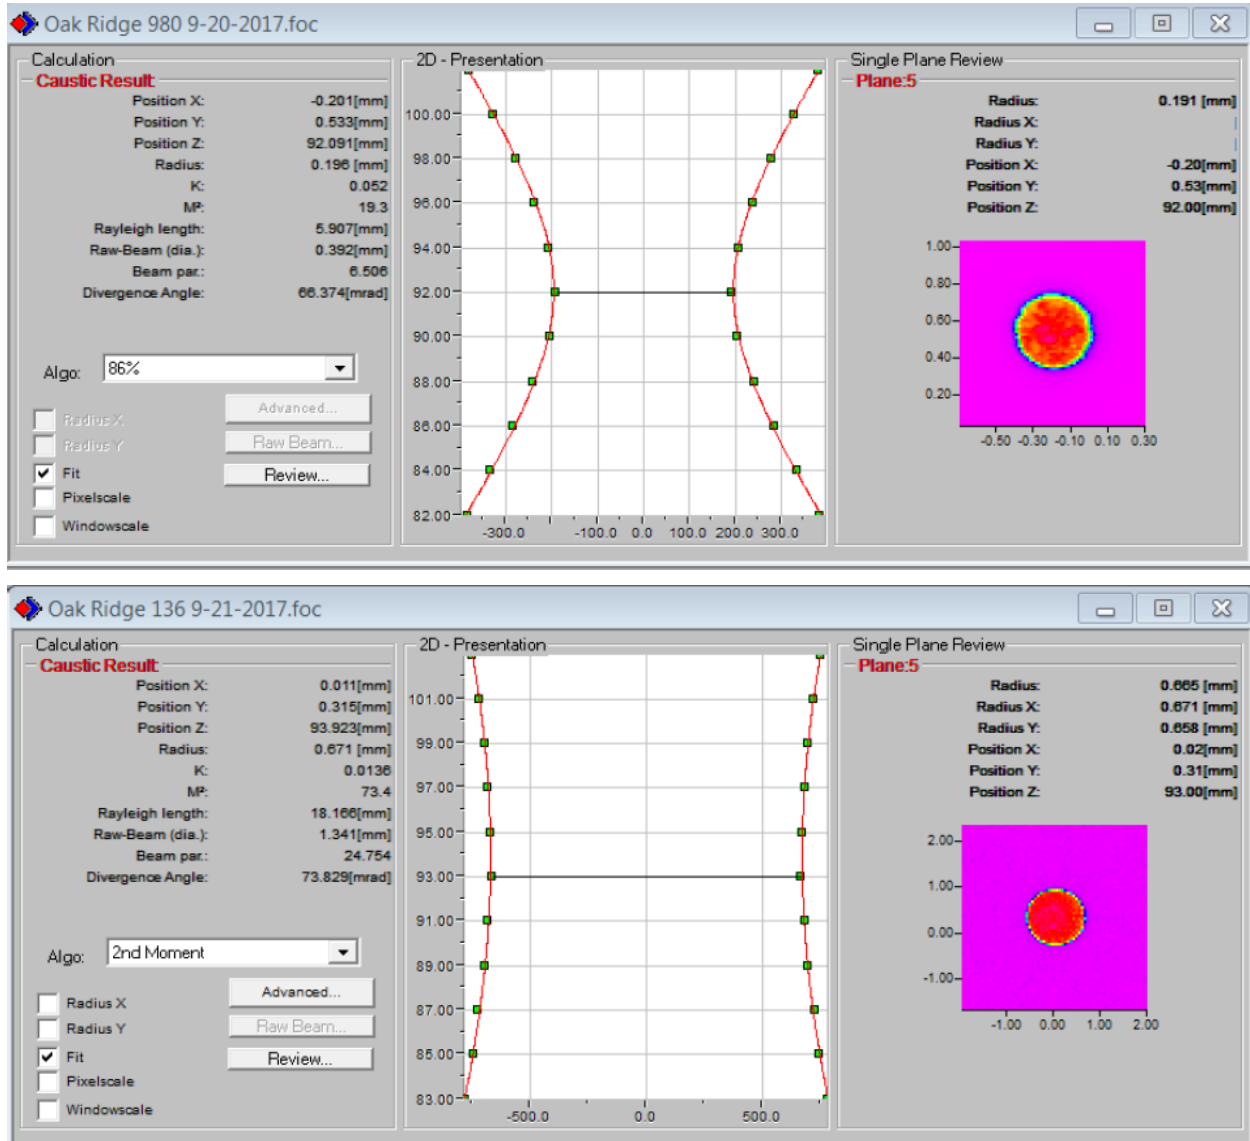 Oak Ridge 980 9-20-2017.foc
Calculation
Caustic Result:
Position X: -0.201[mm]
Position Y: 0.533[mm]
Position Z: 92.091[mm]
Radius: 0.196 [mm]
K: 0.052
M²: 19.3
Rayleigh length: 5.907[mm]
Raw-Beam (dia.): 0.392[mm]
Beam par.: 6.506
Divergence Angle: 66.374[mrad]
Algo: 86%
Radius X
Radius Y
Fit
Pixelscale
Windowscale
Advanced...
Raw Beam...
Review...
2D - Presentation
100.00
98.00
96.00
94.00
92.00
90.00
88.00
86.00
84.00
82.00
-300.0 -100.0 0.0 100.0 200.0 300.0
Single Plane Review
Plane:5
Radius: 0.191 [mm]
Radius X:
Radius Y:
Position X: -0.20[mm]
Position Y: 0.53[mm]
Position Z: 92.00[mm]
1.00
0.80
0.60
0.40
0.20
-0.50 -0.30 -0.10 0.10 0.30
Oak Ridge 136 9-21-2017.foc
Calculation
Caustic Result:
Position X: 0.011[mm]
Position Y: 0.315[mm]
Position Z: 93.923[mm]
Radius: 0.671 [mm]
K: 0.0136
M²: 73.4
Rayleigh length: 18.166[mm]
Raw-Beam (dia.): 1.341[mm]
Beam par.: 24.754
Divergence Angle: 73.829[mrad]
Algo: 2nd Moment
Radius X
Radius Y
Fit
Pixelscale
Windowscale
Advanced...
Raw Beam...
Review...
2D - Presentation
101.00
99.00
97.00
95.00
93.00
91.00
89.00
87.00
85.00
83.00
-500.0 0.0 500.0
Single Plane Review
Plane:5
Radius: 0.665 [mm]
Radius X: 0.671 [mm]
Radius Y: 0.658 [mm]
Position X: 0.02[mm]
Position Y: 0.31[mm]
Position Z: 93.00[mm]
2.00
1.00
0.00
-1.00
-1.00 0.00 1.00 2.00